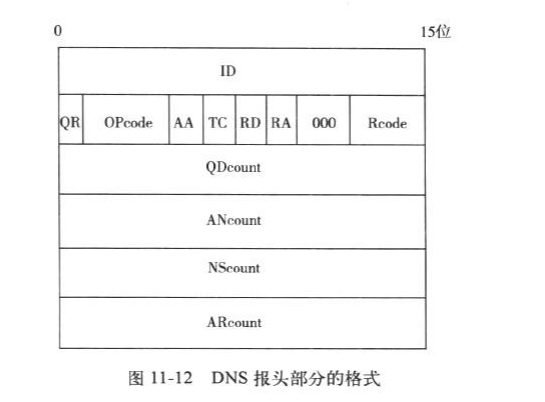 0 15位
ID
QR OPcode AA TC RD RA 000 Rcode
QDcount
ANcount
NScount
ARcount
图 11-12 DNS 报头部分的格式